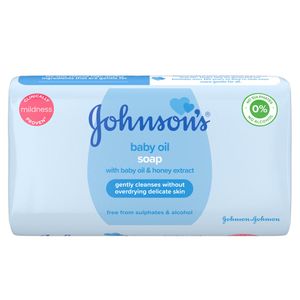 CLINICALLY
mildness
PROVEN*
Johnson's®
baby oil
soap
with baby oil & honey extract
gently cleanses without
overdrying delicate skin
free from sulphates & alcohol
0%
Johnson&Johnson